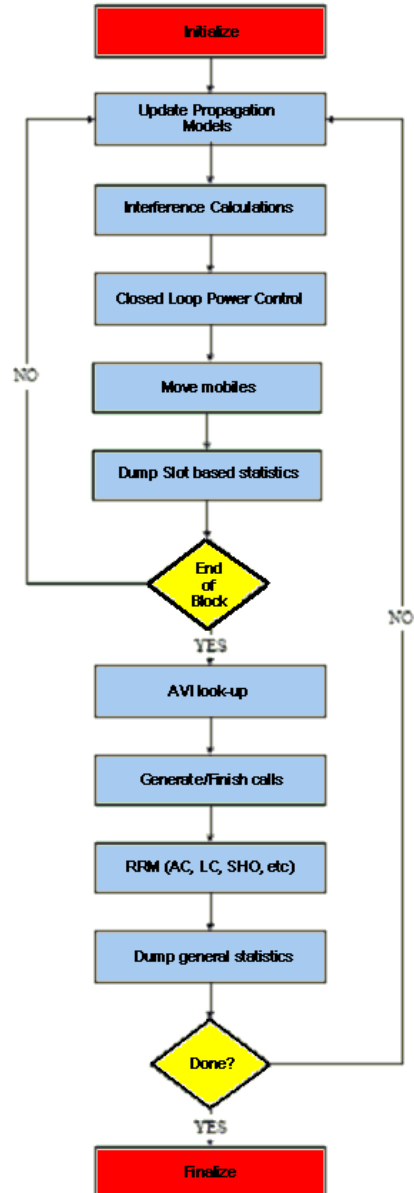 Initialize
Update Propagation
Models
Interference Calculations
Closed Loop Power Control
NO
Move mobiles
Dump Slot based statistics
End
of
Block
NO
YES
AVI look-up
Generate/Finish calls
RRM (AC, LC, SHO, etc)
Dump general statistics
Done?
YES
Finalize